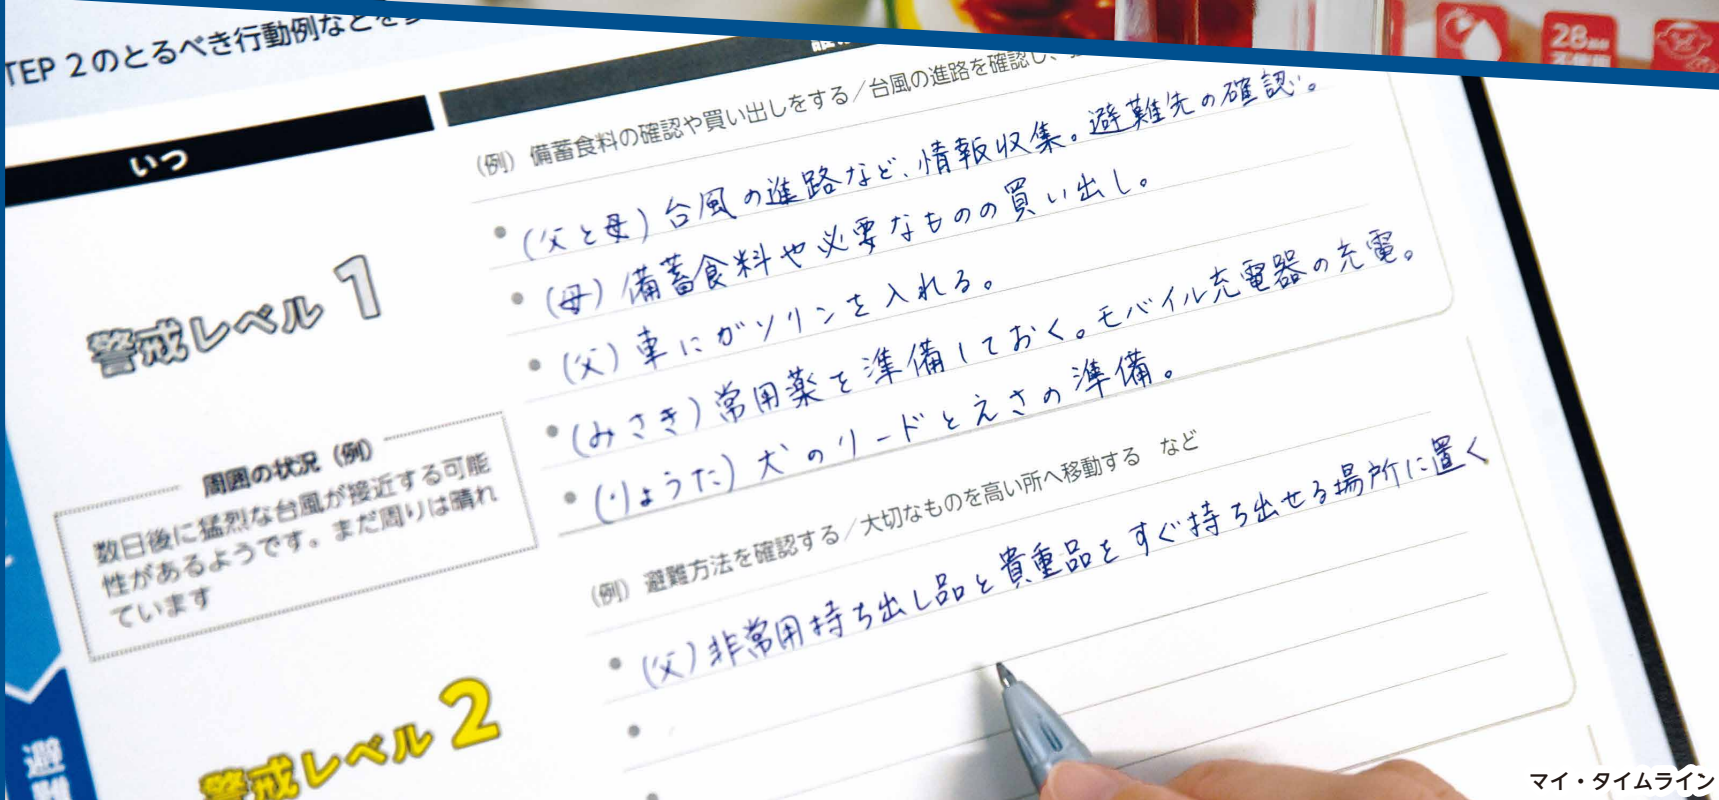 TEP 2のとるべき行動例などを参
28
いつ
(例) 備蓄食料の確認や買い出しをする/台風の進路を確認し、
・(父と母) 台風の進路など、情報収集。避難先の確認。
・(母) 備蓄食料や必要なものの買い出し。
・(父) 車にガソリンを入れる。
・(みさき) 常用薬を準備しておく。モバイル充電器の充電。
・(りょうた) 犬のリードとえさの準備。
警戒レベル1
周囲の状況(例)
数日後に猛烈な台風が接近する可能
性があるようです。まだ周りは晴れ
ています
(例) 避難方法を確認する/大切なものを高い所へ移動する など
・(父) 非常用持ち出し品と貴重品をすぐ持ち出せる場所に置く
警戒レベル2
避難
マイ・タイムライン